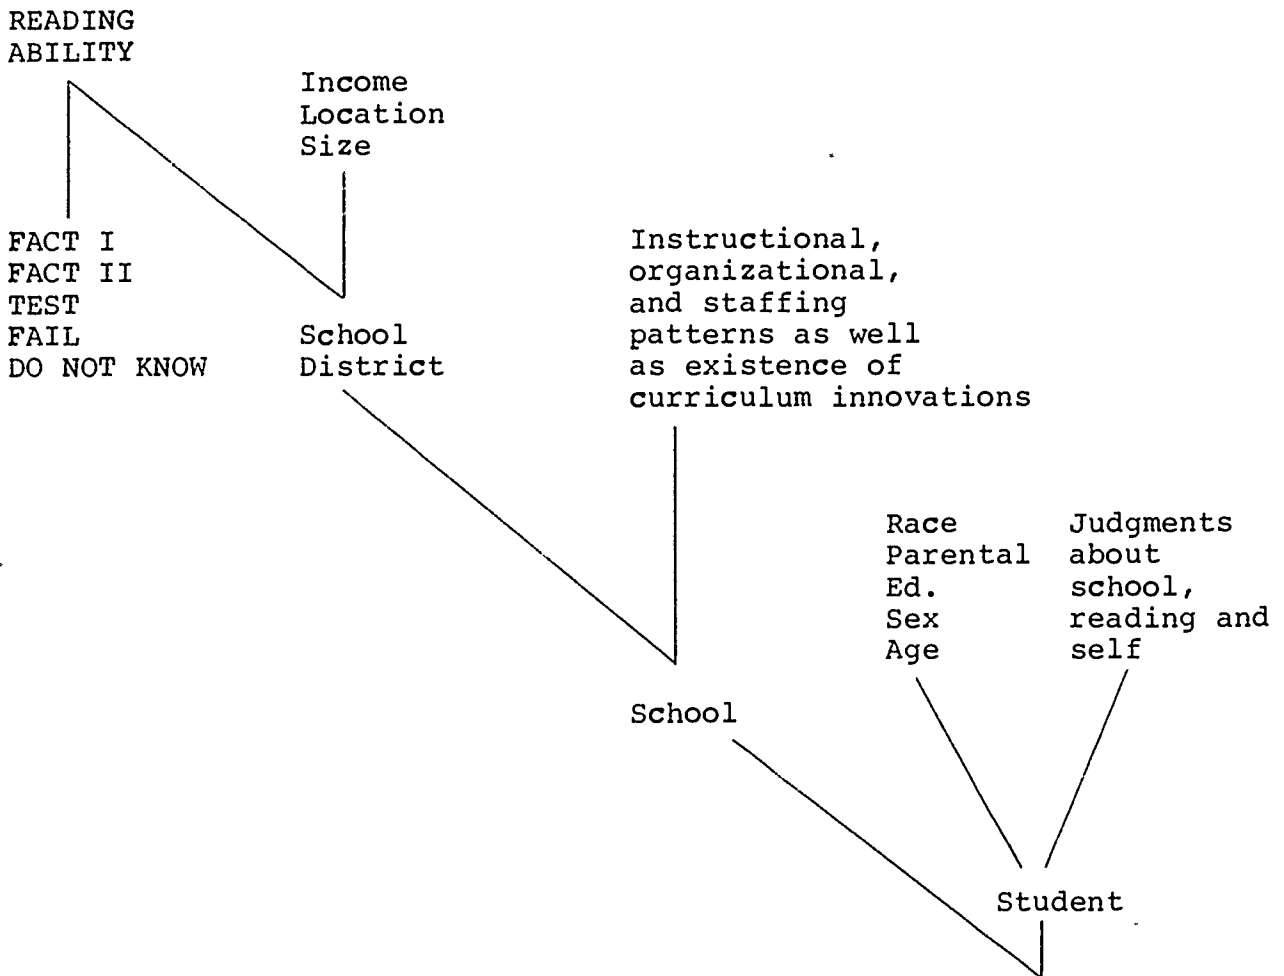 READING
ABILITY
Income
Location
Size
FACT I
FACT II
TEST
FAIL
DO NOT KNOW
School
District
Instructional,
organizational,
and staffing
patterns as well
as existence of
curriculum innovations
Race
Parental
Ed.
Sex
Age
Judgments
about
school,
reading and
self
School
Student